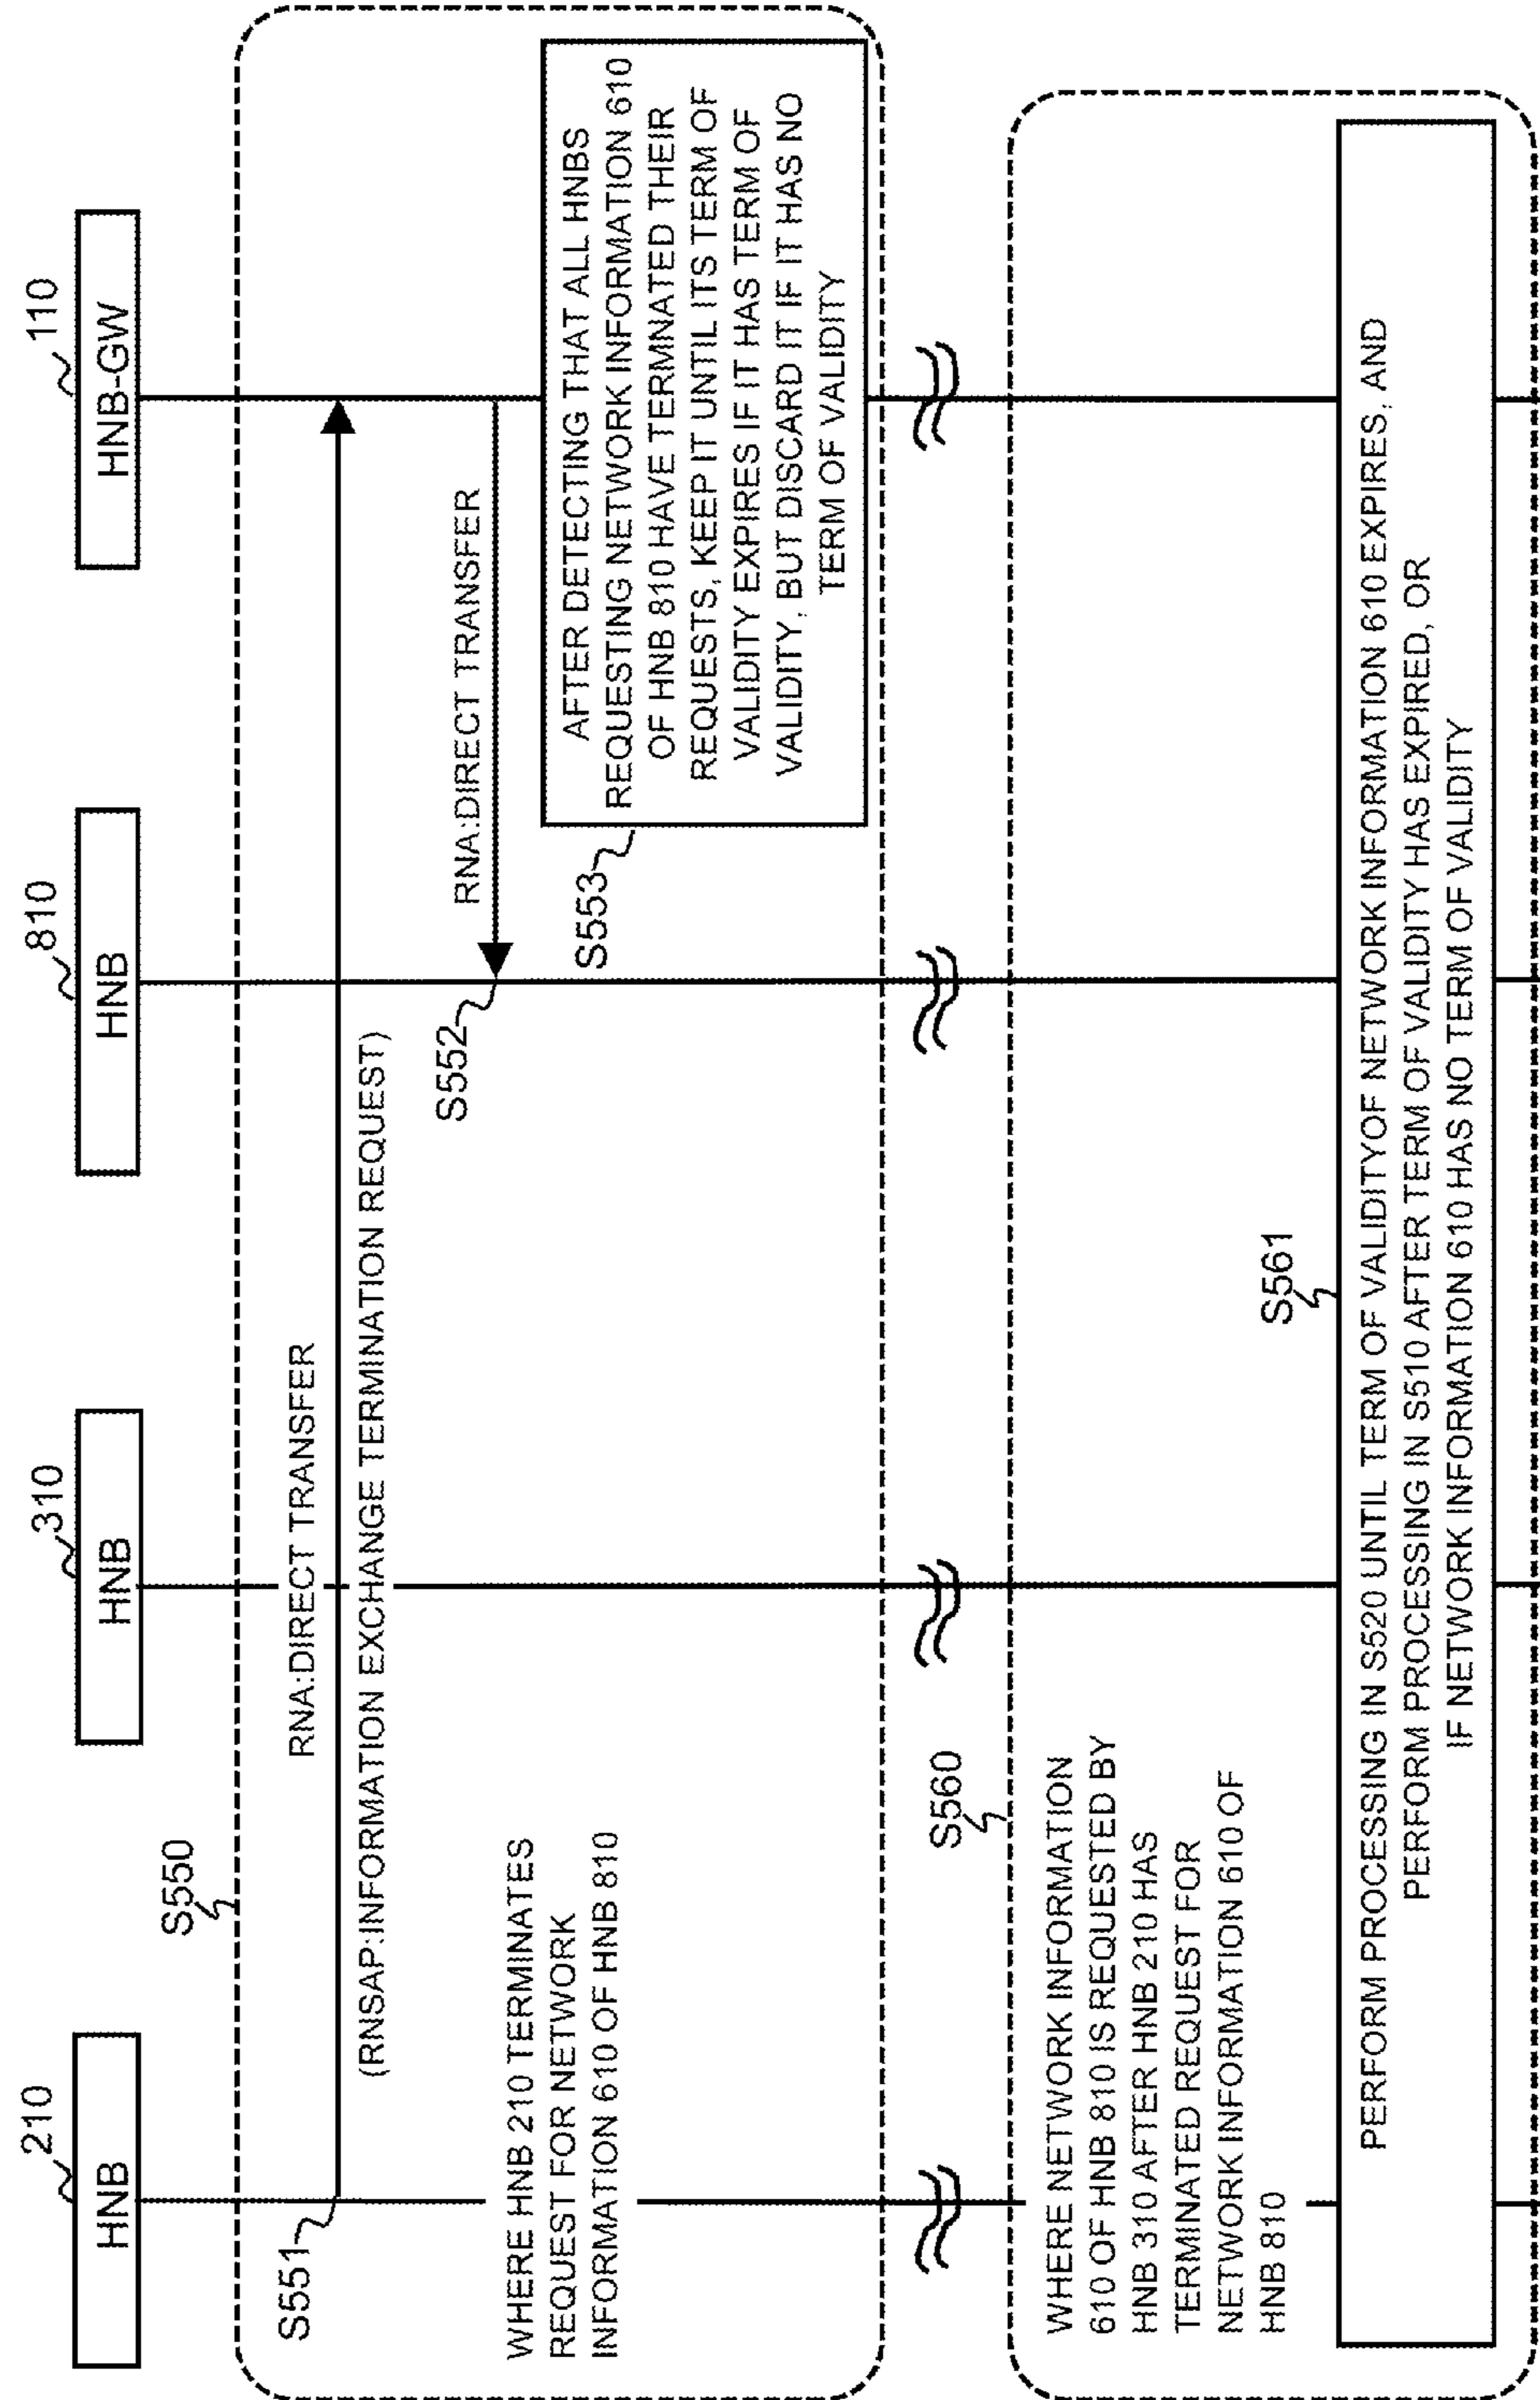 210
310
810
110
HNB
HNB
HNB
HNB-GW
S550
S551
RNA:DIRECT TRANSFER
(RNSAP:INFORMATION EXCHANGE TERMINATION REQUEST)
S552
RNA:DIRECT TRANSFER
WHERE HNB 210 TERMINATES
REQUEST FOR NETWORK
INFORMATION 610 OF HNB 810
S553
AFTER DETECTING THAT ALL HNBS
REQUESTING NETWORK INFORMATION 610
OF HNB 810 HAVE TERMINATED THEIR
REQUESTS, KEEP IT UNTIL ITS TERM OF
VALIDITY EXPIRES IF IT HAS TERM OF
VALIDITY, BUT DISCARD IT IF IT HAS NO
TERM OF VALIDITY
S560
WHERE NETWORK INFORMATION
610 OF HNB 810 IS REQUESTED BY
HNB 310 AFTER HNB 210 HAS
TERMINATED REQUEST FOR
NETWORK INFORMATION 610 OF
HNB 810
S561
PERFORM PROCESSING IN S520 UNTIL TERM OF VALIDITYOF NETWORK INFORMATION 610 EXPIRES, AND
PERFORM PROCESSING IN S510 AFTER TERM OF VALIDITY HAS EXPIRED, OR
IF NETWORK INFORMATION 610 HAS NO TERM OF VALIDITY